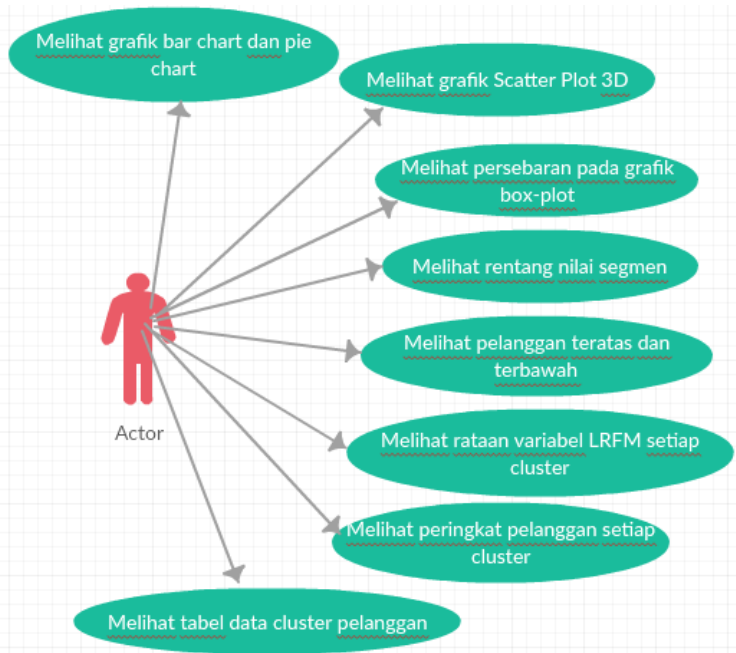 Melihat grafik bar chart dan pie
chart
Melihat grafik Scatter Plot 3D
Melihat persebaran pada grafik
box-plot
Melihat rentang nilai segmen
Melihat pelanggan teratas dan
terbawah
Actor
Melihat rataan variabel LRFM setiap
cluster
Melihat peringkat pelanggan setiap
cluster
Melihat tabel data cluster pelanggan